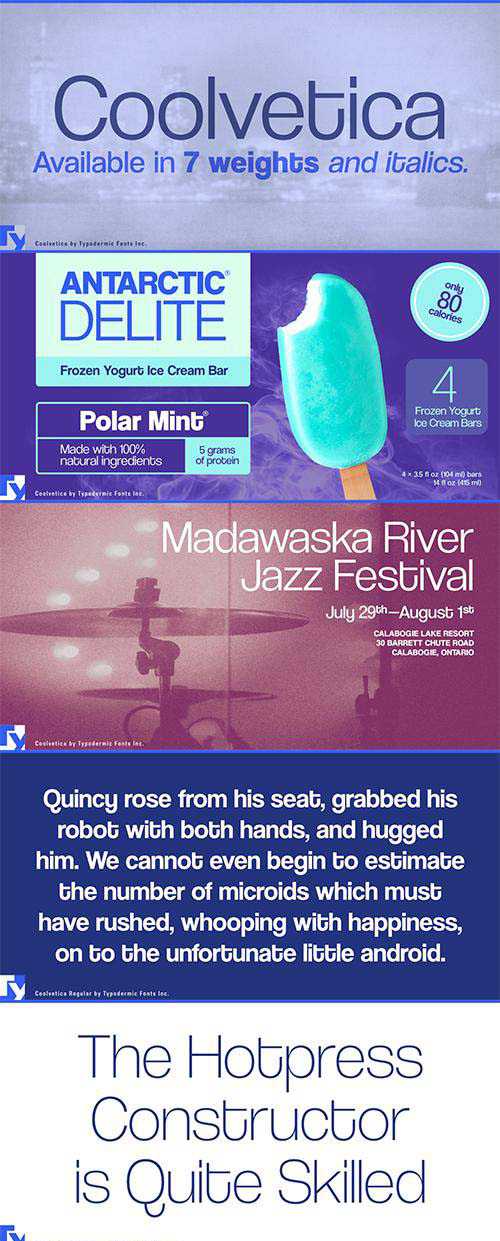 Coolvetica
Available in 7 weights and italics.
Ty
Coolvetica by Typodermic Fonts Inc.
ANTARCTIC®
DELITE
Frozen Yogurt Ice Cream Bar
Polar Mint®
Made with 100%
natural ingredients
5 grams
of protein
only
80
calories
4
Frozen Yogurt
Ice Cream Bars
4 × 3.5 fl oz (104 ml) bars
14 fl oz (415 ml)
Ty
Coolvetica by Typodermic Fonts Inc.
Madawaska River
Jazz Festival
July 29th—August 1st
CALABOGIE LAKE RESORT
30 BARRETT CHUTE ROAD
CALABOGIE, ONTARIO
Ty
Coolvetica by Typodermic Fonts Inc.
Quincy rose from his seat, grabbed his
robot with both hands, and hugged
him. We cannot even begin to estimate
the number of microids which must
have rushed, whooping with happiness,
on to the unfortunate little android.
Ty
Coolvetica Regular by Typodermic Fonts Inc.
The Hotpress
Constructor
is Quite Skilled